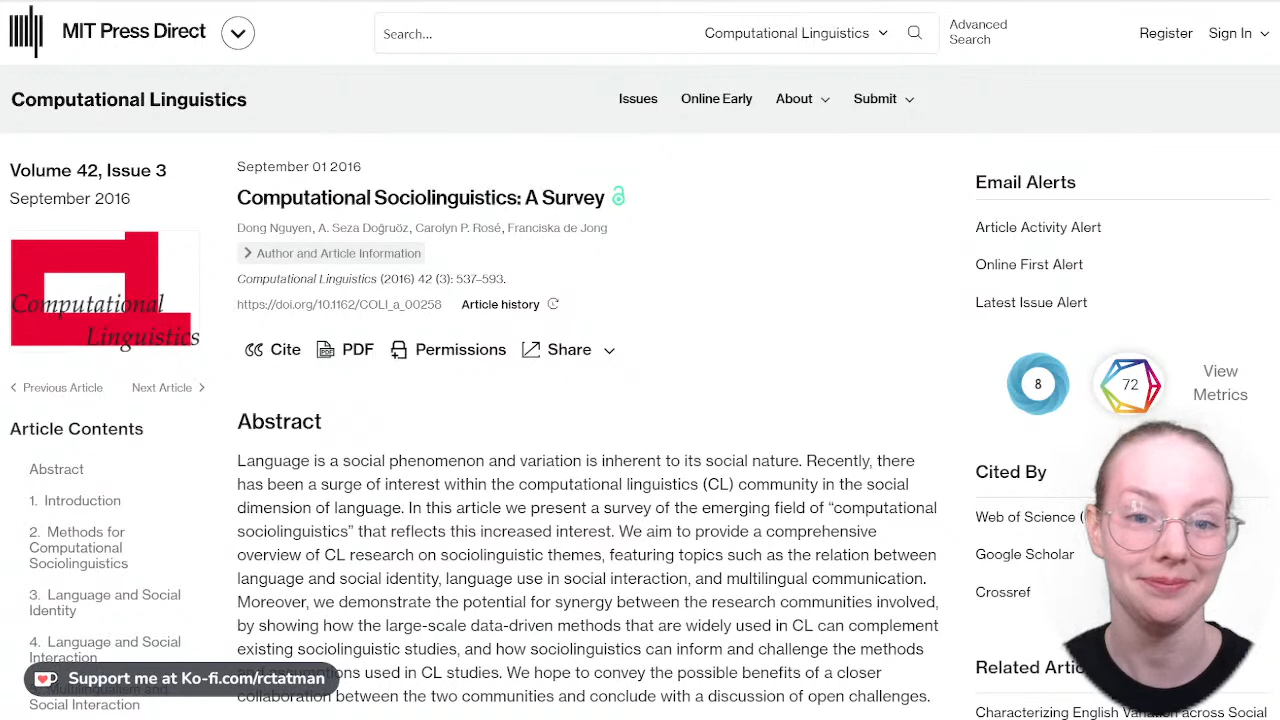 MIT Press Direct
Search...
Computational Linguistics
Advanced
Search
Register
Sign In
Computational Linguistics
Issues
Online Early
About
Submit
Volume 42, Issue 3
September 2016
Computational
Linguistics
Previous Article
Next Article
Article Contents
Abstract
1. Introduction
2. Methods for
Computational
Sociolinguistics
3. Language and Social
Identity
4. Language and Social
Interaction
Multilingualism and
Social Interaction
Support me at Ko-fi.com/rctatman
September 01 2016
Computational Sociolinguistics: A Survey
Dong Nguyen, A. Seza Doğruöz, Carolyn P. Rosé, Franciska de Jong
Author and Article Information
Computational Linguistics (2016) 42 (3): 537–593.
https://doi.org/10.1162/COLI_a_00258
Article history
Cite
PDF
PDF
Permissions
Share
Abstract
Language is a social phenomenon and variation is inherent to its social nature. Recently, there
has been a surge of interest within the computational linguistics (CL) community in the social
dimension of language. In this article we present a survey of the emerging field of “computational
sociolinguistics” that reflects this increased interest. We aim to provide a comprehensive
overview of CL research on sociolinguistic themes, featuring topics such as the relation between
language and social identity, language use in social interaction, and multilingual communication.
Moreover, we demonstrate the potential for synergy between the research communities involved,
by showing how the large-scale data-driven methods that are widely used in CL can complement
existing sociolinguistic studies, and how sociolinguistics can inform and challenge the methods
and assumptions used in CL studies. We hope to convey the possible benefits of a closer
collaboration between the two communities and conclude with a discussion of open challenges.
Email Alerts
Article Activity Alert
Online First Alert
Latest Issue Alert
8
72
View
Metrics
Cited By
Web of Science (
Google Scholar
Crossref
Related
Characterizing English across Social